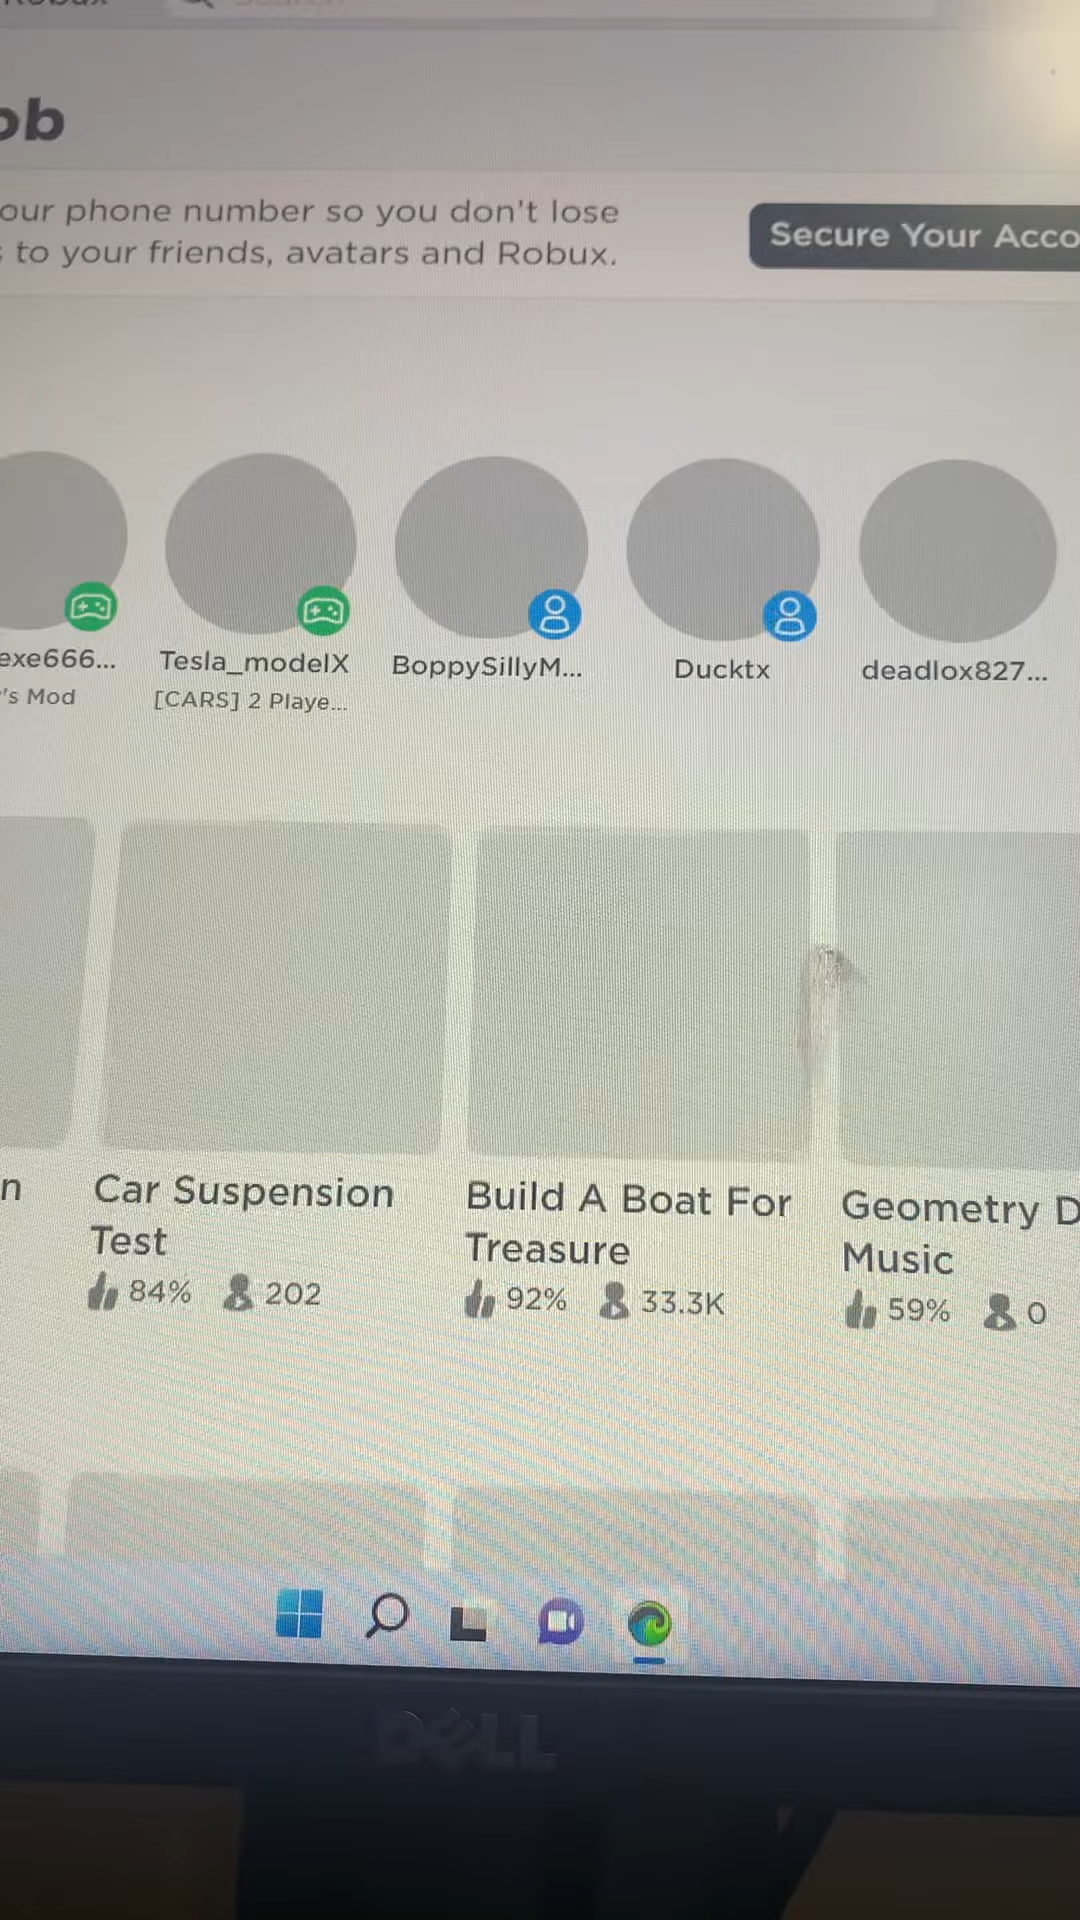 ob
our phone number so you don't lose
to your friends, avatars and Robux.
Secure Your Acco
exe666...
's Mod
Tesla_modelX
[CARS] 2 Playe...
BoppySillyM...
Ducktx
deadlox827...
n
Car Suspension
Test
84% 202
Build A Boat For
Treasure
92% 33.3K
Geometry D
Music
59% 0
DELL